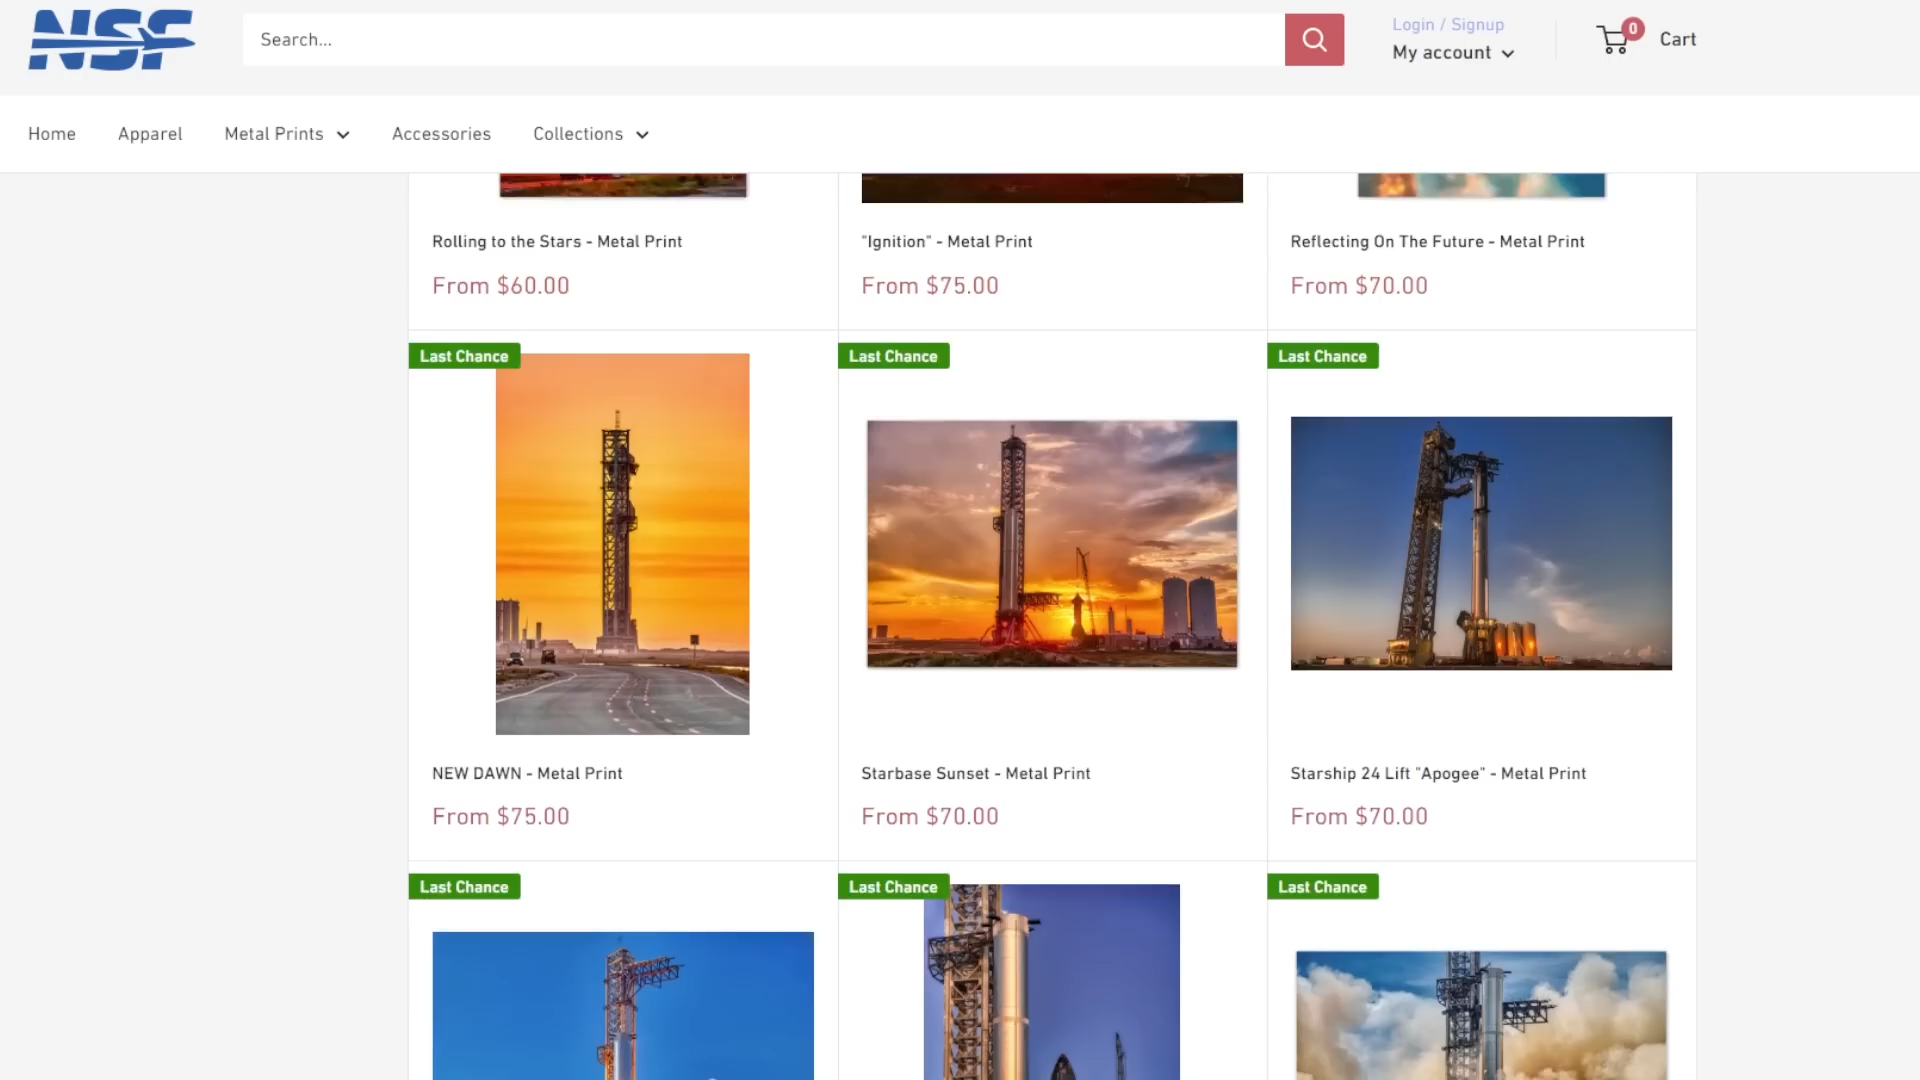 NSF
Search...
Login / Signup
My account
0
Cart
Home
Apparel
Metal Prints
Accessories
Collections
Rolling to the Stars - Metal Print
"Ignition" - Metal Print
Reflecting On The Future - Metal Print
From $60.00
From $75.00
From $70.00
Last Chance
Last Chance
Last Chance
NEW DAWN - Metal Print
Starbase Sunset - Metal Print
Starship 24 Lift "Apogee" - Metal Print
From $75.00
From $70.00
From $70.00
Last Chance
Last Chance
Last Chance